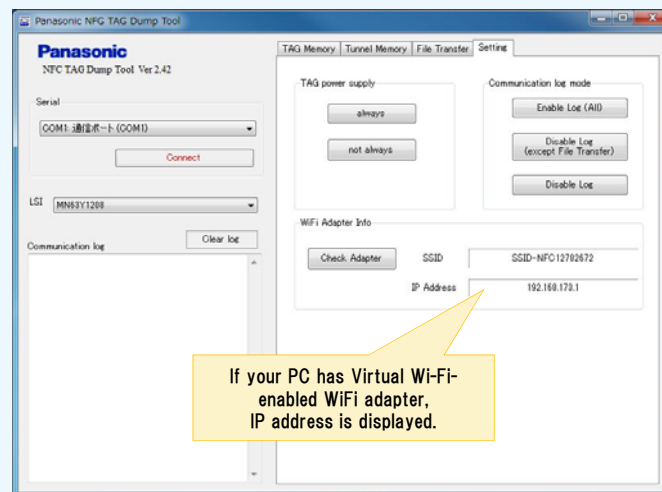 Panasonic NFG TAG Dump Tool
Panasonic
NFC TAG Dump Tool Ver 2.42
Serial
COM1: 通信ポート (COM1)
Connect
LSI
MN63Y1208
Communication log
Clear log
TAG Memory
Tunnel Memory
File Transfer
Setting
TAG power supply
always
not always
Communication log mode
Enable Log (All)
Disable Log
(except File Transfer)
Disable Log
WiFi Adapter Info
Check Adapter
SSID
SSID-NFC12782672
IP Address
192.168.173.1
If your PC has Virtual Wi-Fi-
enabled WiFi adapter,
IP address is displayed.